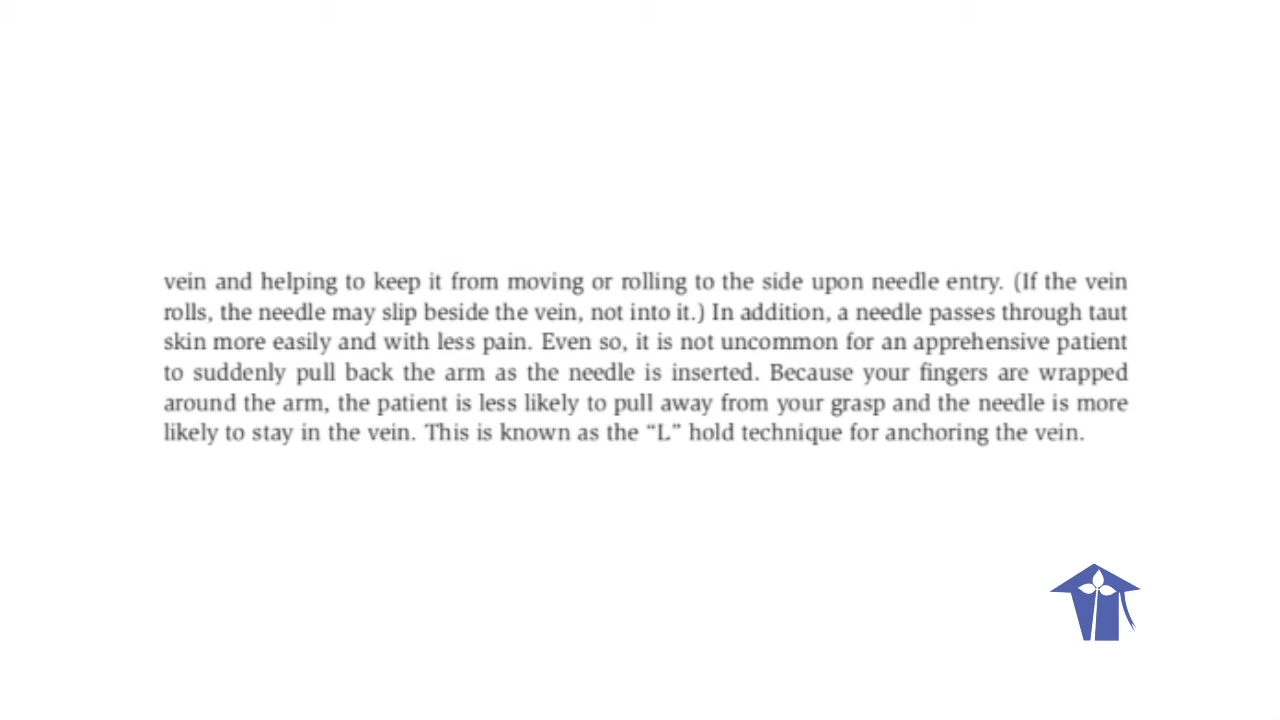 vein and helping to keep it from moving or rolling to the side upon needle entry. (If the vein
rolls, the needle may slip beside the vein, not into it.) In addition, a needle passes through taut
skin more easily and with less pain. Even so, it is not uncommon for an apprehensive patient
to suddenly pull back the arm as the needle is inserted. Because your fingers are wrapped
around the arm, the patient is less likely to pull away from your grasp and the needle is more
likely to stay in the vein. This is known as the “L” hold technique for anchoring the vein.